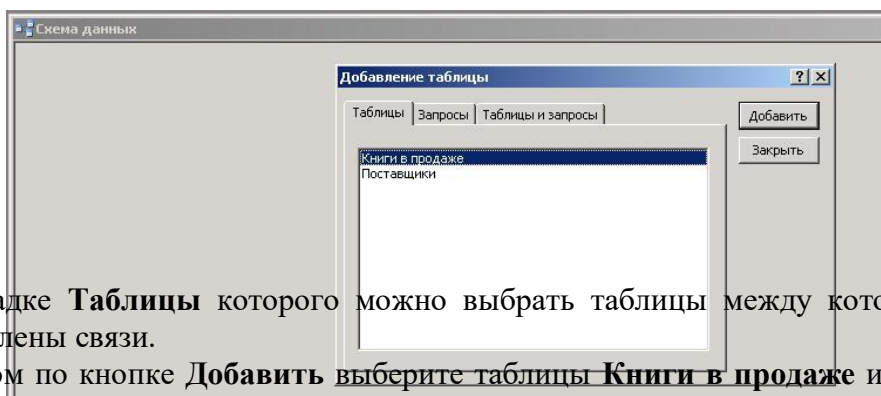 Схема данных
Добавление таблицы
Таблицы Запросы Таблицы и запросы
Добавить
Закрыть
Книги в продаже
Поставщики
адке Таблицы которого можно выбрать таблицы между кото
лены связи.
ом по кнопке Добавить выберите таблицы Книги в продаже и